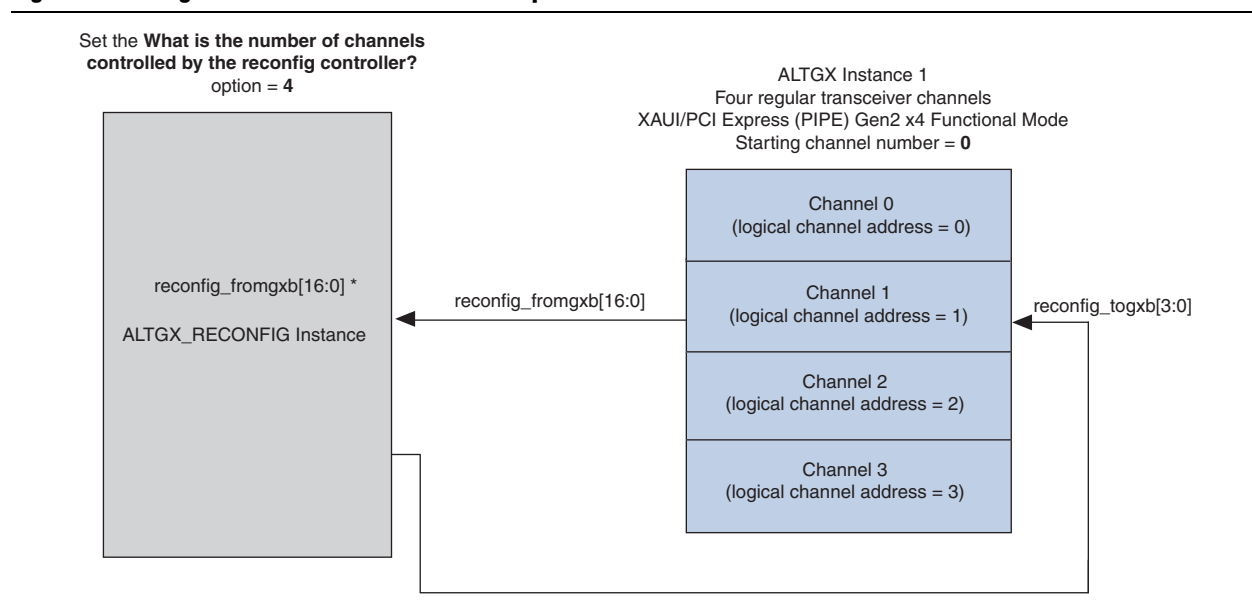 Set the What is the number of channels
controlled by the reconfig controller?
option = 4
ALTGX Instance 1
Four regular transceiver channels
XAUI/PCI Express (PIPE) Gen2 x4 Functional Mode
Starting channel number = 0
Channel 0
(logical channel address = 0)
reconfig_fromgxb[16:0] *
ALTGX_RECONFIG Instance
reconfig_fromgxb[16:0]
Channel 1
(logical channel address = 1)
reconfig_togxb[3:0]
Channel 2
(logical channel address = 2)
Channel 3
(logical channel address = 3)